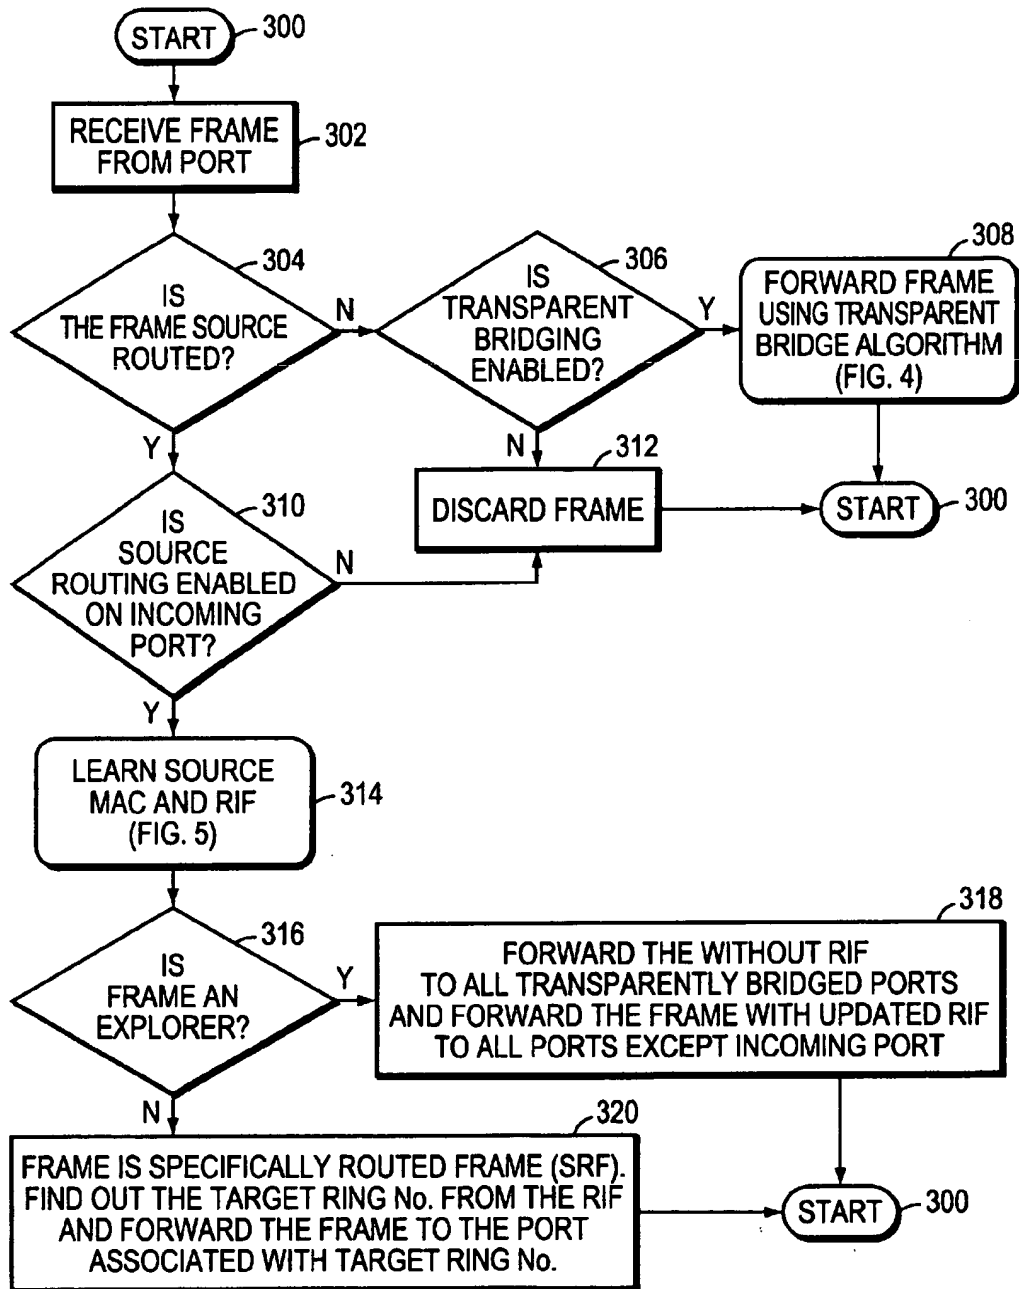 START
300
RECEIVE FRAME
FROM PORT
302
304
IS
THE FRAME SOURCE
ROUTED?
N
Y
306
IS
TRANSPARENT
BRIDGING
ENABLED?
Y
N
308
FORWARD FRAME
USING TRANSPARENT
BRIDGE ALGORITHM
(FIG. 4)
310
IS
SOURCE
ROUTING ENABLED
ON INCOMING
PORT?
N
Y
312
DISCARD FRAME
START
300
LEARN SOURCE
MAC AND RIF
(FIG. 5)
314
316
IS
FRAME AN
EXPLORER?
Y
N
318
FORWARD THE WITHOUT RIF
TO ALL TRANSPARENTLY BRIDGED PORTS
AND FORWARD THE FRAME WITH UPDATED RIF
TO ALL PORTS EXCEPT INCOMING PORT
320
FRAME IS SPECIFICALLY ROUTED FRAME (SRF).
FIND OUT THE TARGET RING No. FROM THE RIF
AND FORWARD THE FRAME TO THE PORT
ASSOCIATED WITH TARGET RING No.
START
300